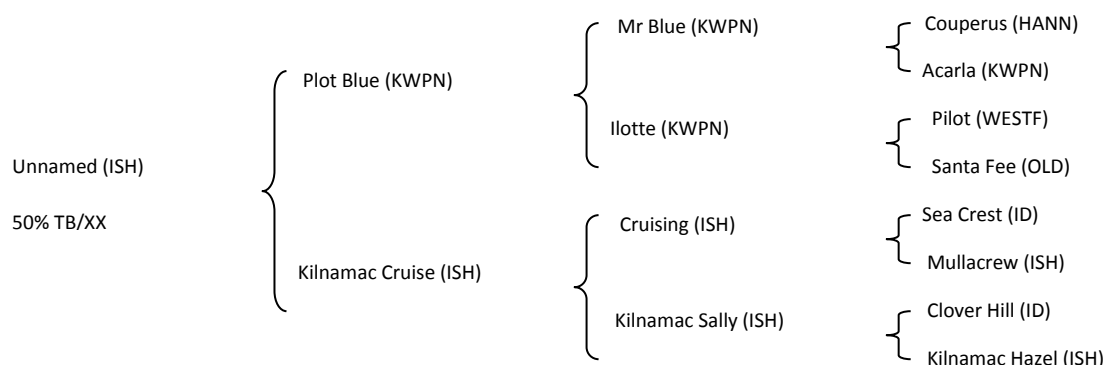 Mr Blue (KWPN)
Couperus (HANN)
Acarla (KWPN)
Plot Blue (KWPN)
Ilotte (KWPN)
Pilot (WESTF)
Santa Fee (OLD)
Unnamed (ISH)
50% TB/XX
Cruising (ISH)
Sea Crest (ID)
Mullacrew (ISH)
Kilnamac Cruise (ISH)
Kilnamac Sally (ISH)
Clover Hill (ID)
Kilnamac Hazel (ISH)